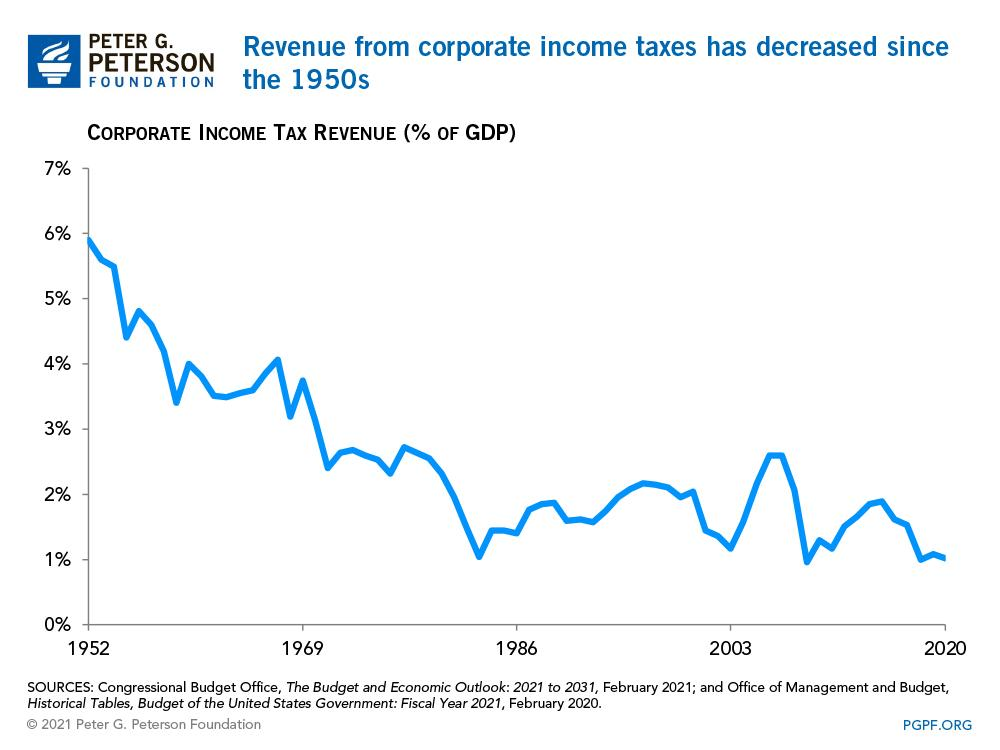 PETER G.
PETERSON
FOUNDATION
Revenue from corporate income taxes has decreased since
the 1950s
CORPORATE INCOME TAX REVENUE (% OF GDP)
7%
6%
5%
4%
3%
2%
1%
0%
1952 1969 1986 2003 2020
SOURCES: Congressional Budget Office, The Budget and Economic Outlook: 2021 to 2031, February 2021; and Office of Management and Budget,
Historical Tables, Budget of the United States Government: Fiscal Year 2021, February 2020.
© 2021 Peter G. Peterson Foundation
PGPF.ORG